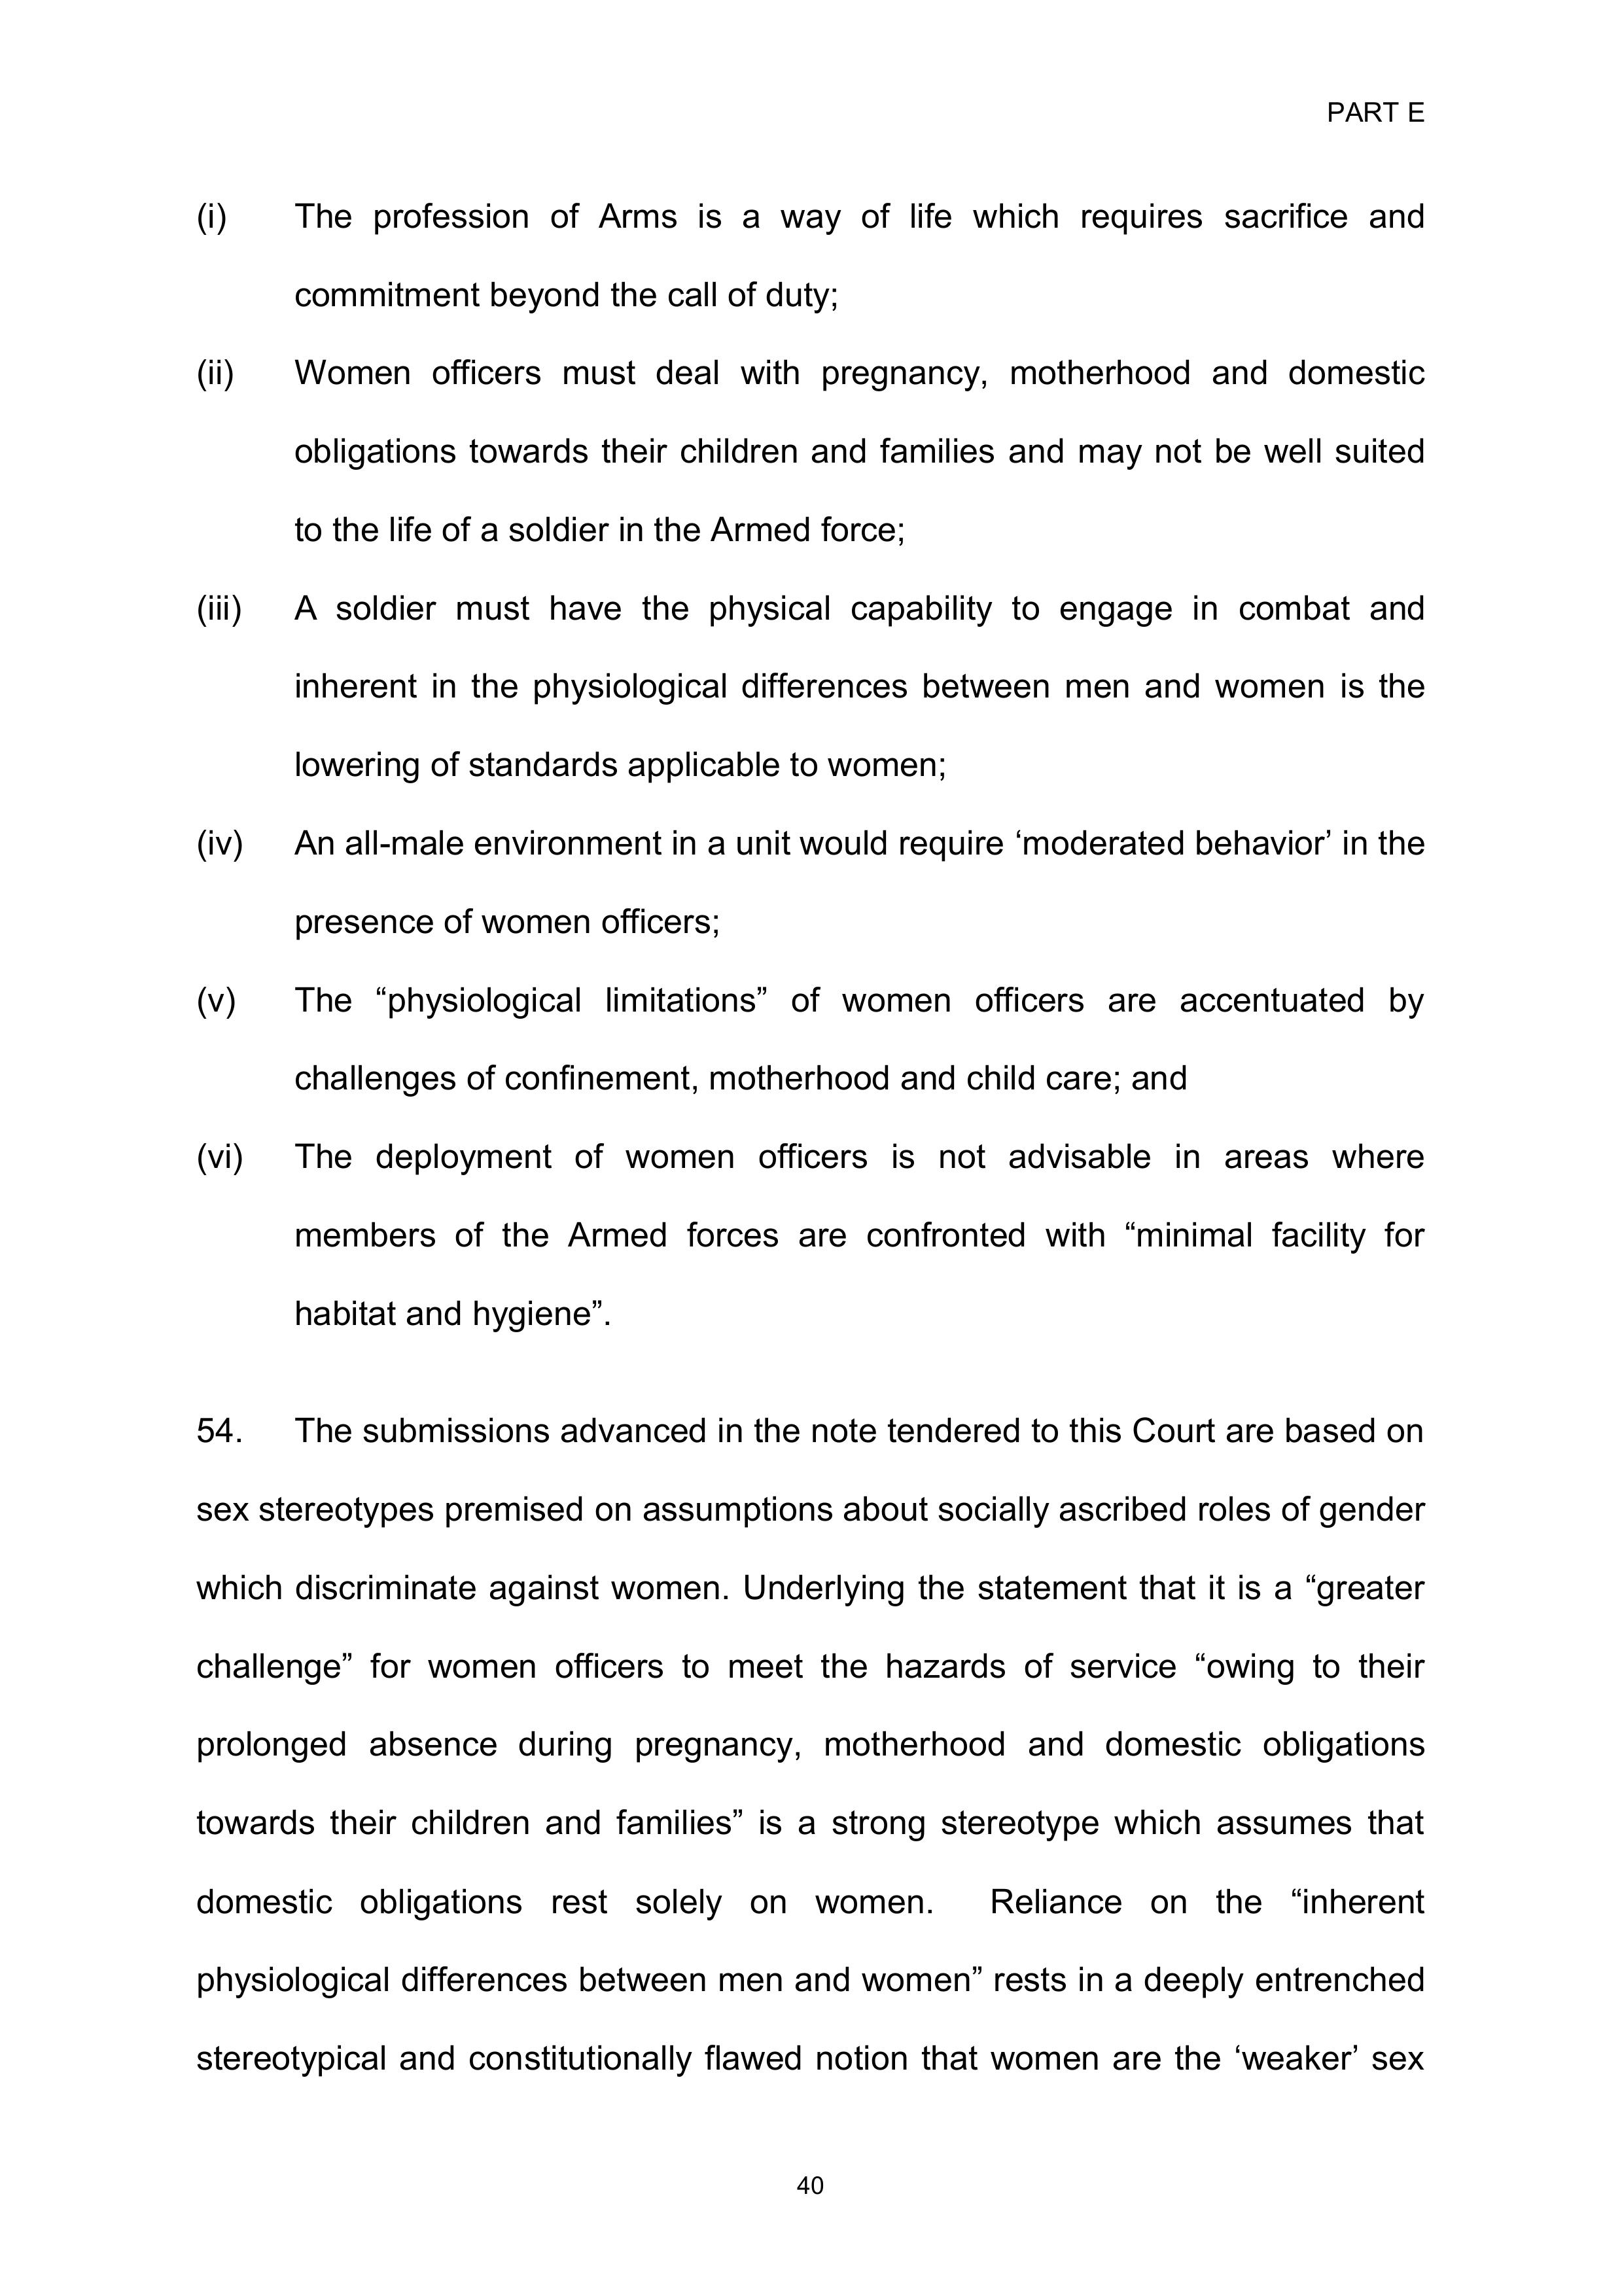 PART E
(i) The profession of Arms is a way of life which requires sacrifice and
commitment beyond the call of duty;
(ii) Women officers must deal with pregnancy, motherhood and domestic
obligations towards their children and families and may not be well suited
to the life of a soldier in the Armed force;
(iii) A soldier must have the physical capability to engage in combat and
inherent in the physiological differences between men and women is the
lowering of standards applicable to women;
(iv) An all-male environment in a unit would require ‘moderated behavior’ in the
presence of women officers;
(v) The “physiological limitations” of women officers are accentuated by
challenges of confinement, motherhood and child care; and
(vi) The deployment of women officers is not advisable in areas where
members of the Armed forces are confronted with “minimal facility for
habitat and hygiene”.
54. The submissions advanced in the note tendered to this Court are based on
sex stereotypes premised on assumptions about socially ascribed roles of gender
which discriminate against women. Underlying the statement that it is a “greater
challenge” for women officers to meet the hazards of service “owing to their
prolonged absence during pregnancy, motherhood and domestic obligations
towards their children and families” is a strong stereotype which assumes that
domestic obligations rest solely on women. Reliance on the “inherent
physiological differences between men and women” rests in a deeply entrenched
stereotypical and constitutionally flawed notion that women are the ‘weaker’ sex
40